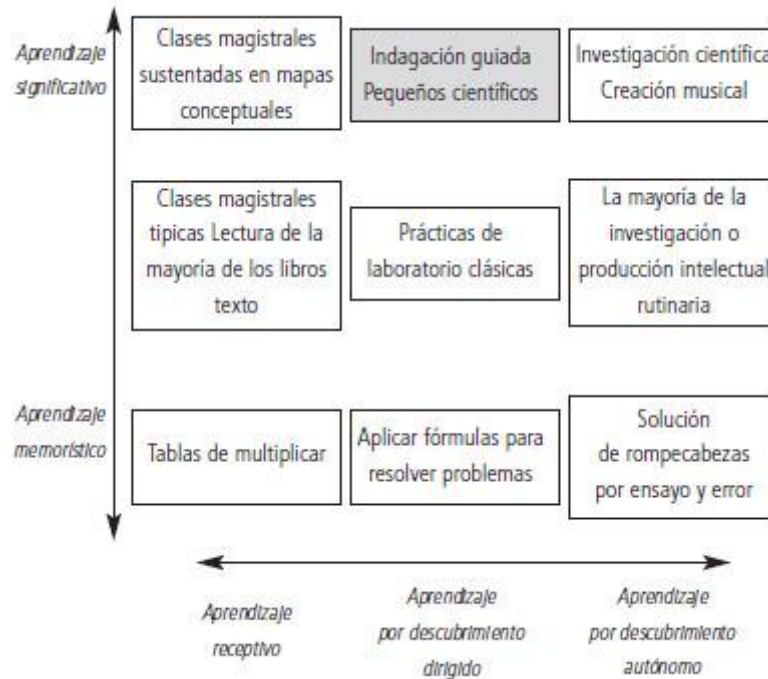 Aprendizaje
significativo
Clases magistrales
sustentadas en mapas
conceptuales
Indagación guiada
Pequeños científicos
Investigación científica
Creación musical
Clases magistrales
tipicas Lectura de la
mayoría de los libros
texto
Prácticas de
laboratorio clásicas
La mayoría de la
investigación o
producción intelectual
rutinaria
Aprendizaje
memorístico
Tablas de multiplicar
Aplicar fórmulas para
resolver problemas
Solución
de rompecabezas
por ensayo y error
Aprendizaje
receptivo
Aprendizaje
por descubrimiento
dirigido
Aprendizaje
por descubrimiento
autónomo